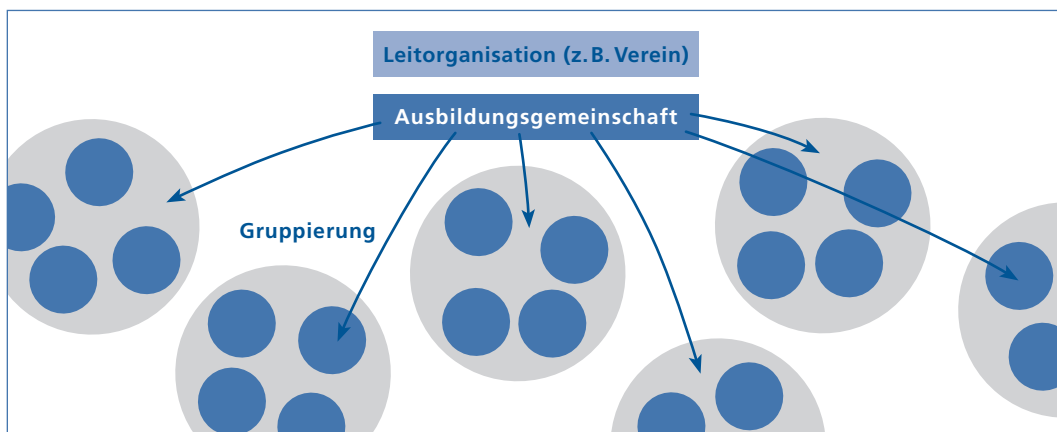 Leitorganisation (z. B. Verein)
Ausbildungsgemeinschaft
Gruppierung